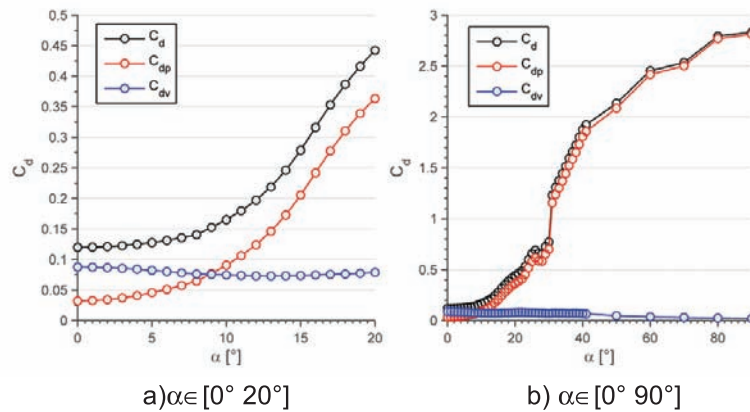 0.5
0.45
0.4
0.35
0.3
0.25
0.2
0.15
0.1
0.05
0
C_d
C_d
C_dp
C_dv
0 5 10 15 20
α [°]
3
2.5
2
1.5
1
0.5
0
C_d
C_d
C_dp
C_dv
0 20 40 60 80
α [°]
a)α∈[0° 20°]
b) α∈[0° 90°]